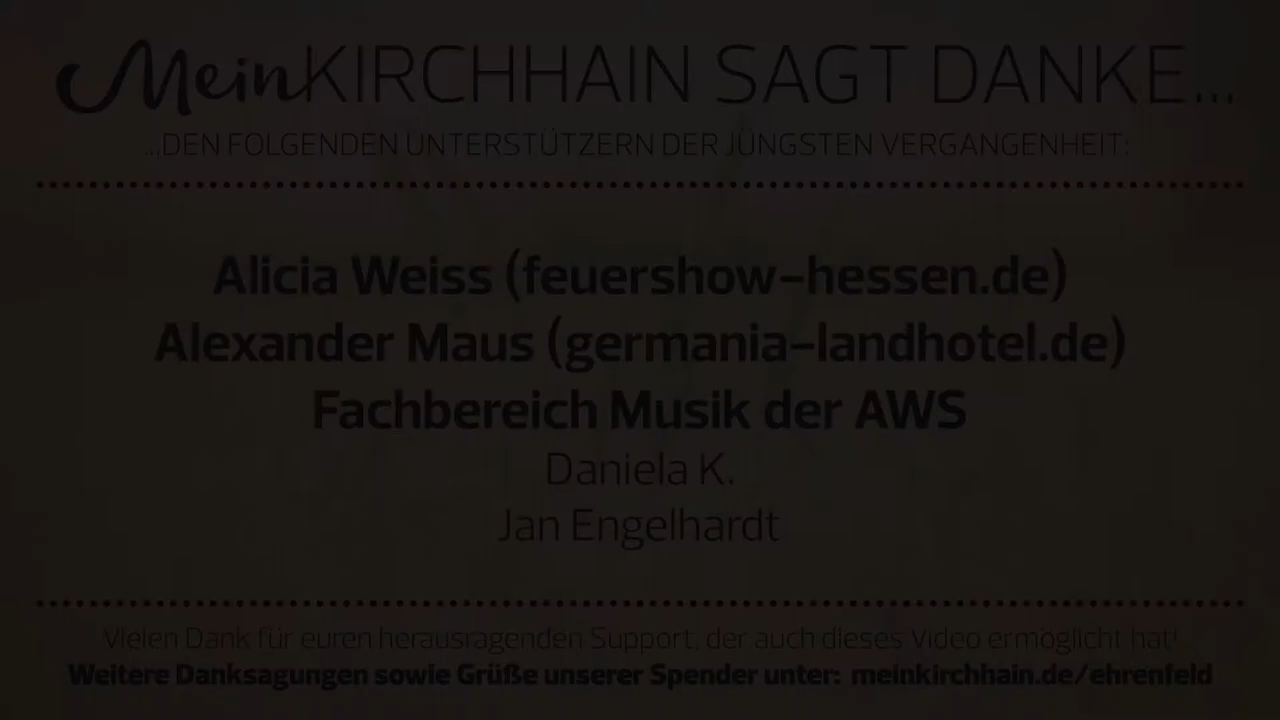 MeinKIRCHHAIN SAGT DANKE...
...DEN FOLGENDEN UNTERSTÜTZERN DER JÜNGSTEN VERGANGENHEIT:
Alicia Weiss (feuershow-hessen.de)
Alexander Maus (germania-landhotel.de)
Fachbereich Musik der AWS
Daniela K.
Jan Engelhardt
Vielen Dank für euren herausragenden Support, der auch dieses Video ermöglicht hat!
Weitere Danksagungen sowie Grüße unserer Spender unter: meinkirchhain.de/ehrenfeld